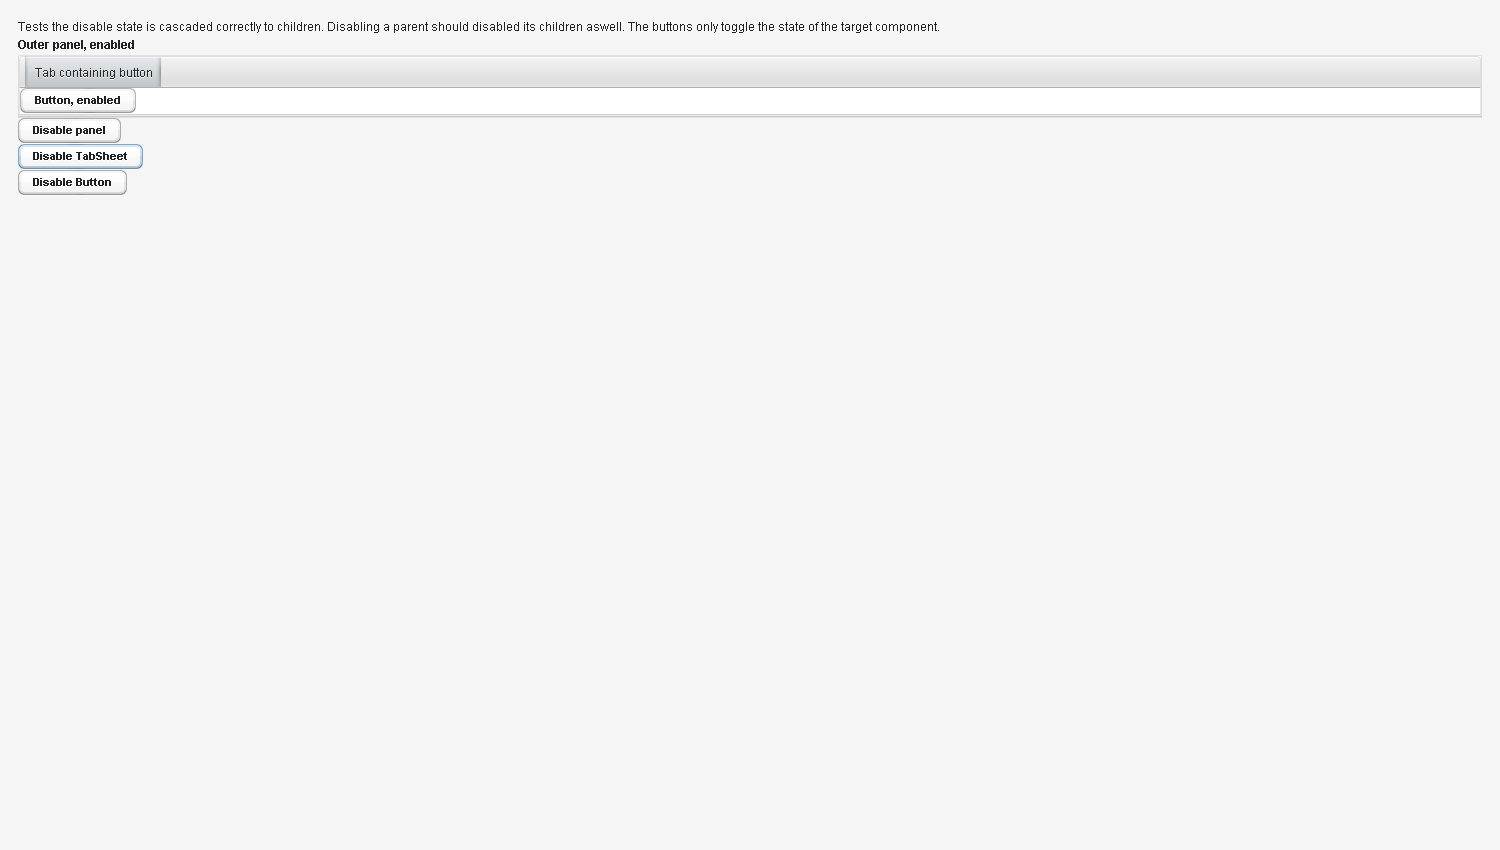 Tests the disable state is cascaded correctly to children. Disabling a parent should disabled its children aswell. The buttons only toggle the state of the target component.
Outer panel, enabled
Tab containing button
Button, enabled
Disable panel
Disable TabSheet
Disable Button